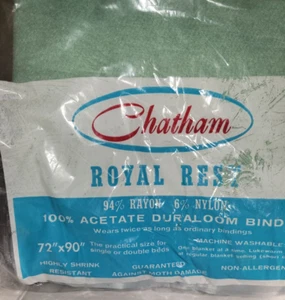 Chatham
ROYAL REST
94% RAYON 6% NYLON
100% ACETATE DURALOOM BIND
Wears twice as long as ordinary bindings
72"x90"
The practical size for
single or double beds
MACHINE WASHABLE
HIGHLY SHRINK
RESISTANT
GUARANTEED
AGAINST MOTH DAMAGE
NON-ALLERGEN